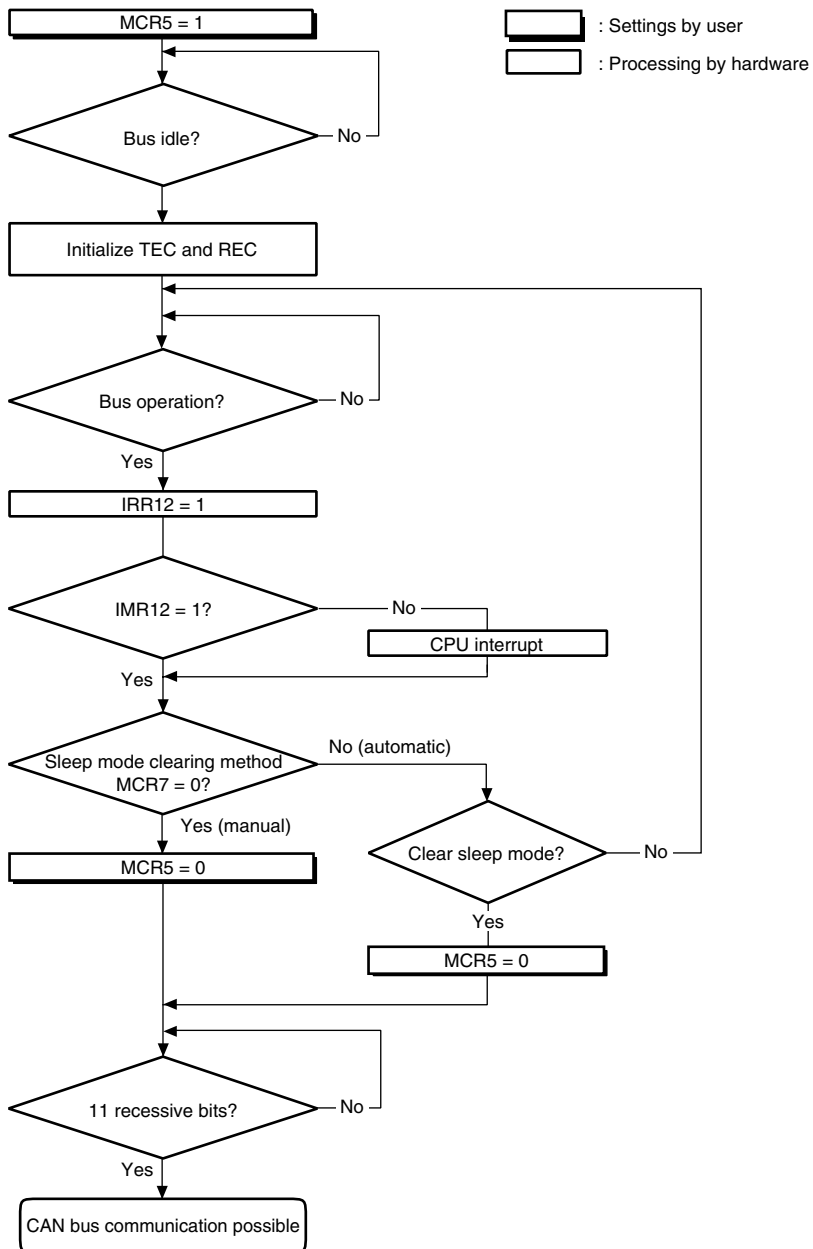 MCR5 = 1
: Settings by user
: Processing by hardware
Bus idle?
No
Initialize TEC and REC
Bus operation?
No
Yes
IRR12 = 1
IMR12 = 1?
No
CPU interrupt
Yes
Sleep mode clearing method
MCR7 = 0?
No (automatic)
Yes (manual)
Clear sleep mode?
No
MCR5 = 0
Yes
MCR5 = 0
11 recessive bits?
No
Yes
CAN bus communication possible